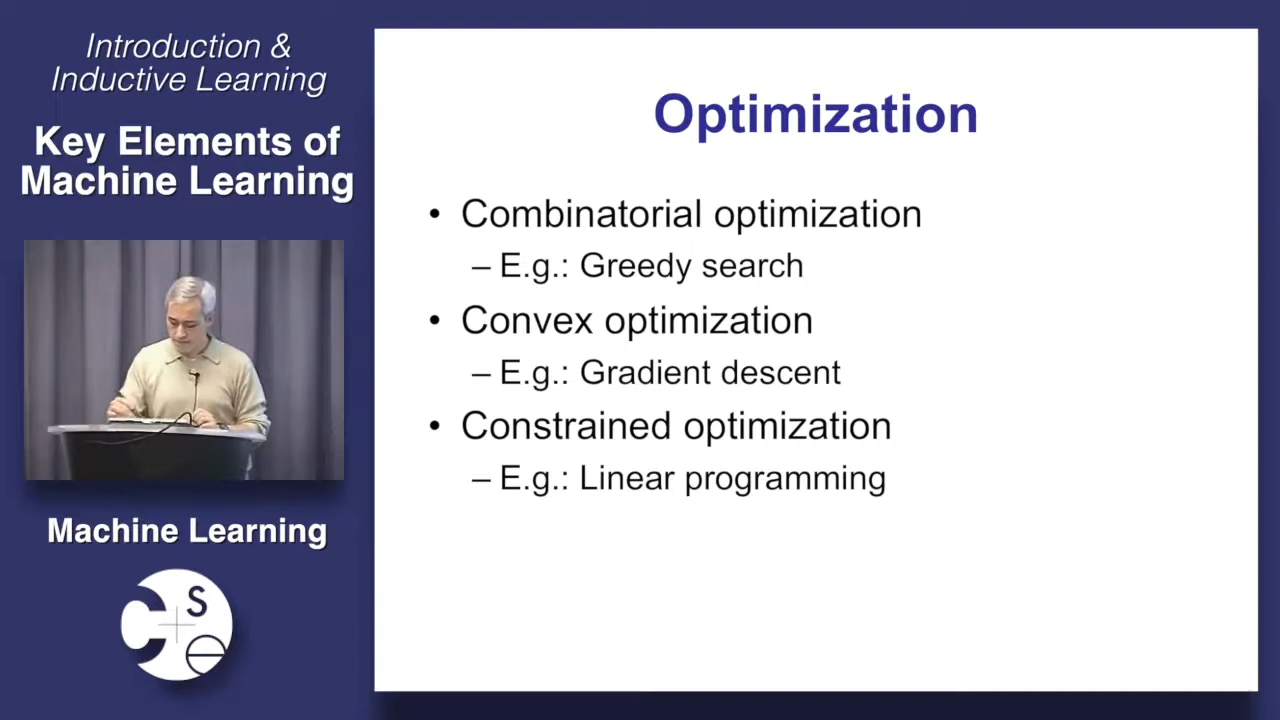 Introduction &
Inductive Learning
Key Elements of
Machine Learning
Machine Learning
C S e
Optimization
• Combinatorial optimization
– E.g.: Greedy search
• Convex optimization
– E.g.: Gradient descent
• Constrained optimization
– E.g.: Linear programming